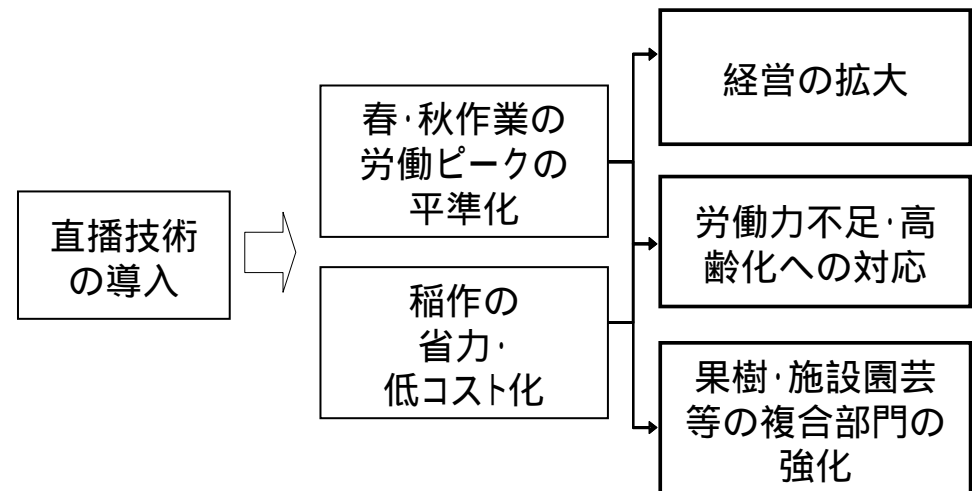 直播技術
の導入
春・秋作業の
労働ピークの
平準化
稲作の
省力・
低コスト化
経営の拡大
労働力不足・高
齢化への対応
果樹・施設園芸
等の複合部門の
強化